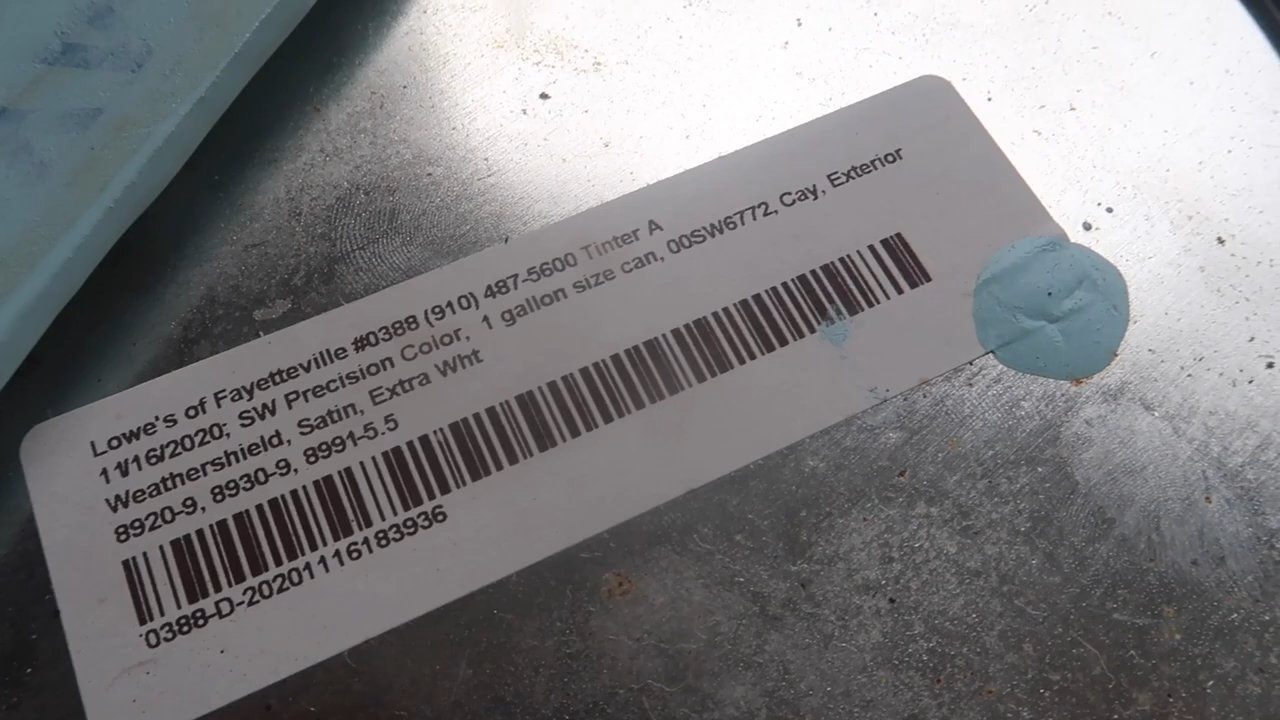 Lowe's of Fayetteville #0388 (910) 487-5600 Tinter A
11/16/2020; SW Precision Color, 1 gallon size can, 00SW6772, Cay, Exterior
Weathershield, Satin, Extra Wht
8920-9, 8930-9, 8991-5.5
0388-D-20201116183936